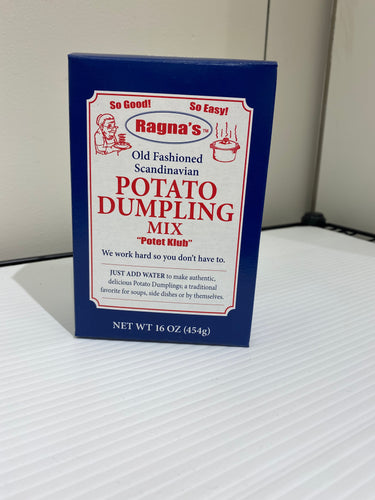 So Good! So Easy!
Ragna's™
Old Fashioned
Scandinavian
POTATO
DUMPLING
MIX
"Potet Klub"
We work hard so you don't have to.
JUST ADD WATER to make authentic,
delicious Potato Dumplings; a traditional
favorite for soups, side dishes or by themselves.
NET WT 16 OZ (454g)